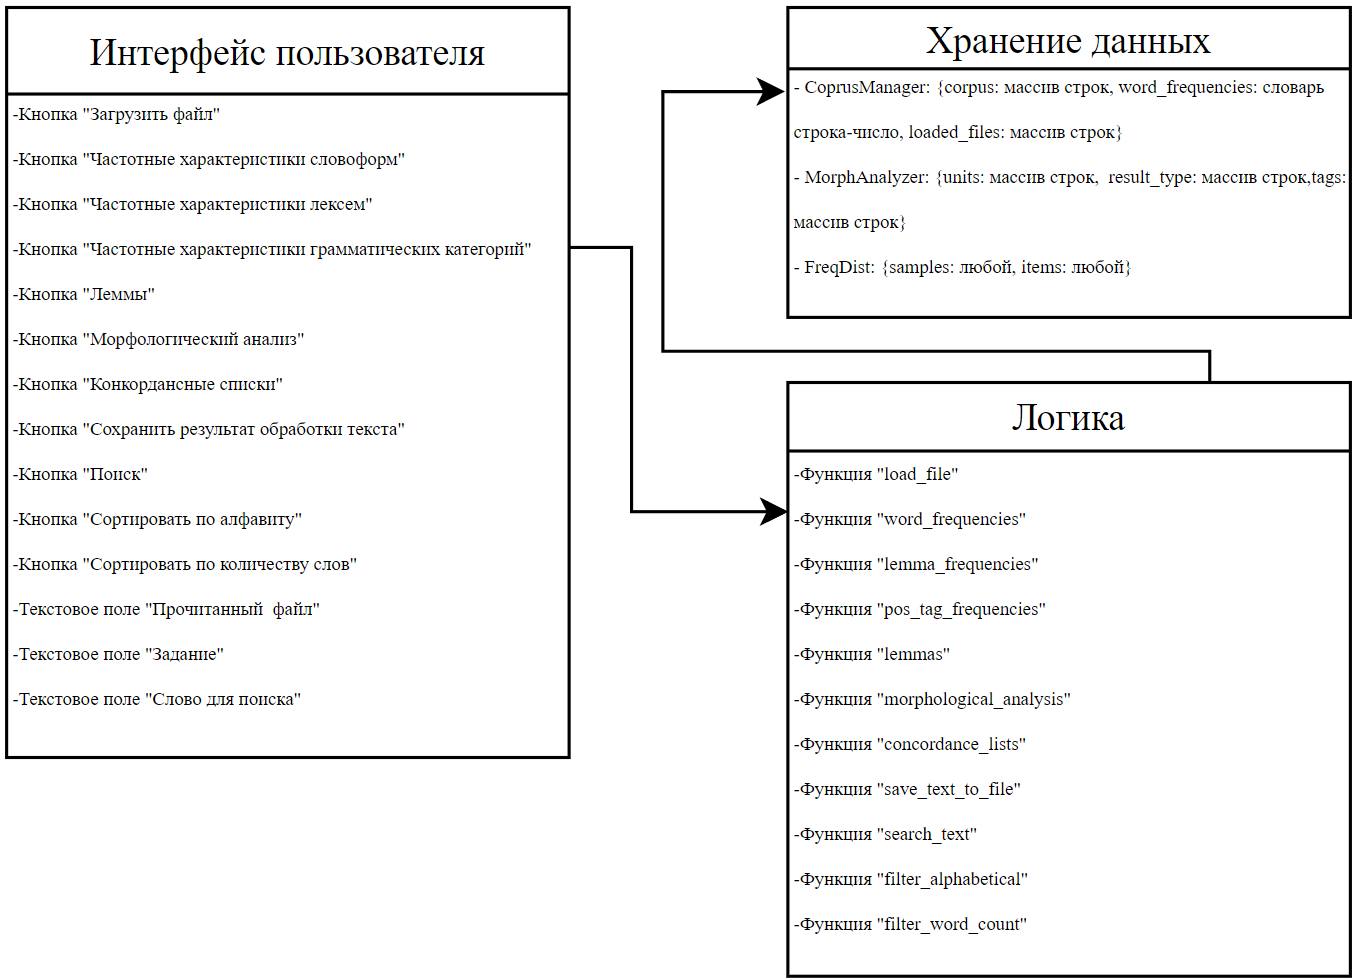 Интерфейс пользователя
-Кнопка "Загрузить файл"
-Кнопка "Частотные характеристики словоформ"
-Кнопка "Частотные характеристики лексем"
-Кнопка "Частотные характеристики грамматических категорий"
-Кнопка "Леммы"
-Кнопка "Морфологический анализ"
-Кнопка "Конкордансные списки"
-Кнопка "Сохранить результат обработки текста"
-Кнопка "Поиск"
-Кнопка "Сортировать по алфавиту"
-Кнопка "Сортировать по количеству слов"
-Текстовое поле "Прочитанный  файл"
-Текстовое поле "Задание"
-Текстовое поле "Слово для поиска"
Хранение данных
- CoprusManager: {corpus: массив строк, word_frequencies: словарь
строка-число, loaded_files: массив строк}
- MorphAnalyzer: {units: массив строк,  result_type: массив строк,tags:
массив строк}
- FreqDist: {samples: любой, items: любой}
Логика
-Функция "load_file"
-Функция "word_frequencies"
-Функция "lemma_frequencies"
-Функция "pos_tag_frequencies"
-Функция "lemmas"
-Функция "morphological_analysis"
-Функция "concordance_lists"
-Функция "save_text_to_file"
-Функция "search_text"
-Функция "filter_alphabetical"
-Функция "filter_word_count"